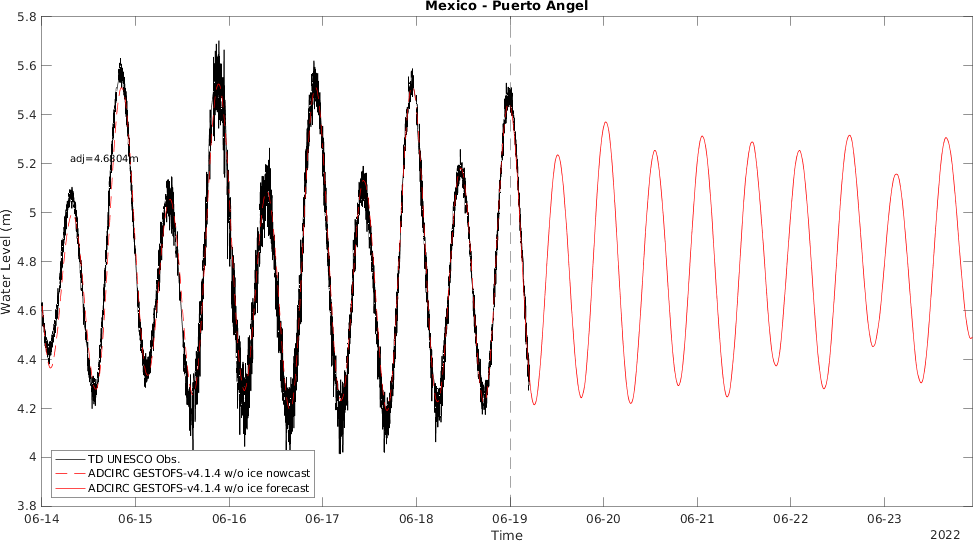 Mexico - Puerto Angel
5.8
5.6
5.4
5.2
5
4.8
4.6
4.4
4.2
4
3.8
Water Level (m)
adj=4.6804m
TD UNESCO Obs.
ADCIRC GESTOFS-v4.1.4 w/o ice nowcast
ADCIRC GESTOFS-v4.1.4 w/o ice forecast
06-14 06-15 06-16 06-17 06-18 06-19 06-20 06-21 06-22 06-23
Time
2022